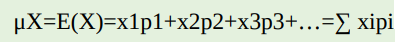 μX=E(X)=x1p1+x2p2+x3p3+…=∑ xipi